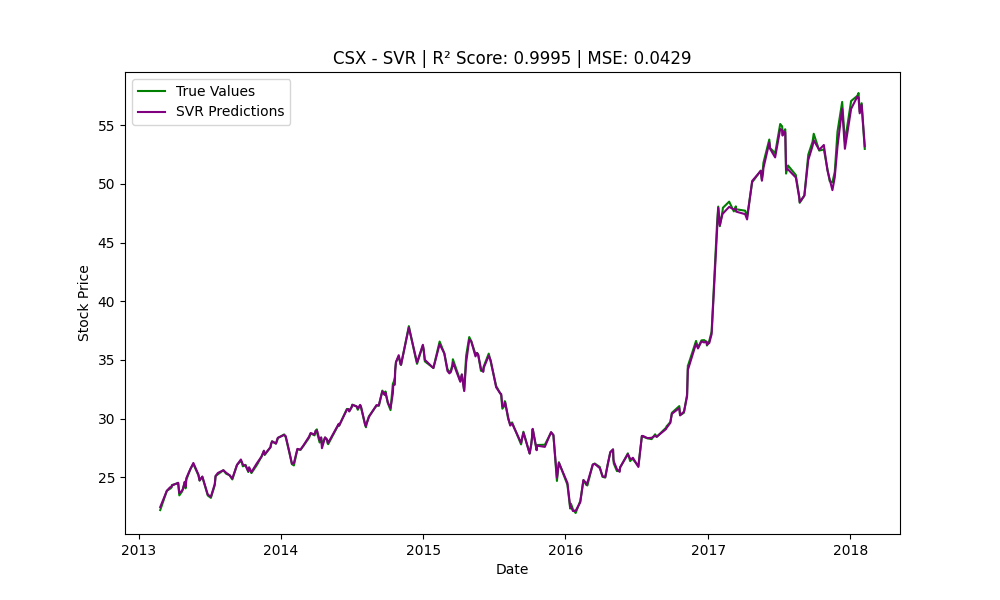 CSX - SVR | R² Score: 0.9995 | MSE: 0.0429
True Values
SVR Predictions
Stock Price
55
50
45
40
35
30
25
2013 2014 2015 2016 2017 2018
Date